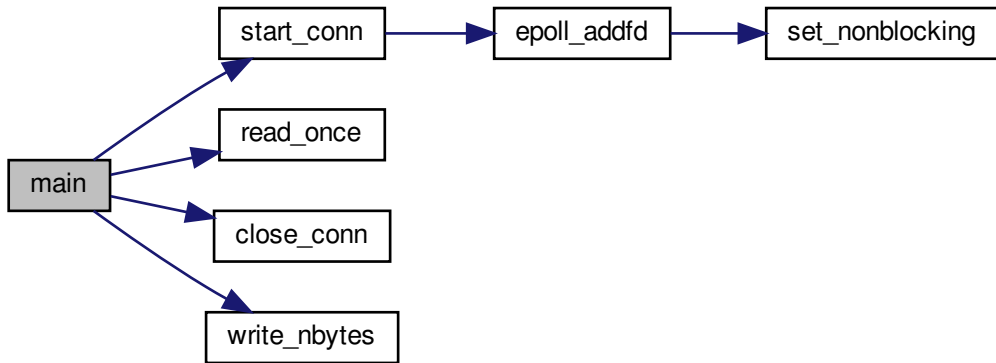 start_conn
epoll_addfd
set_nonblocking
read_once
main
close_conn
write_nbytes